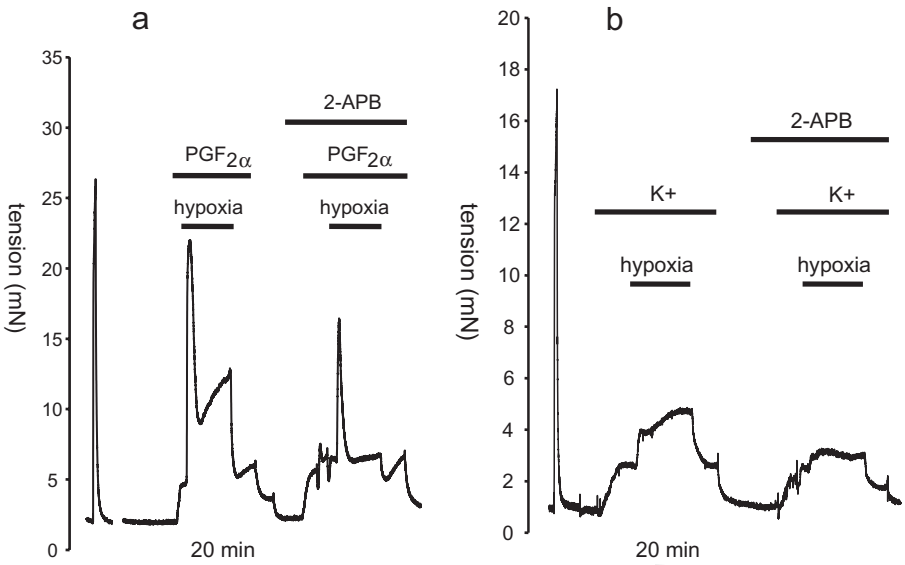 a
35
30
25
20
15
10
5
0
tension (mN)
2-APB
PGF2α
PGF2α
hypoxia
hypoxia
20 min
b
20
18
16
14
12
10
8
6
4
2
0
tension (mN)
2-APB
K+
K+
hypoxia
hypoxia
20 min